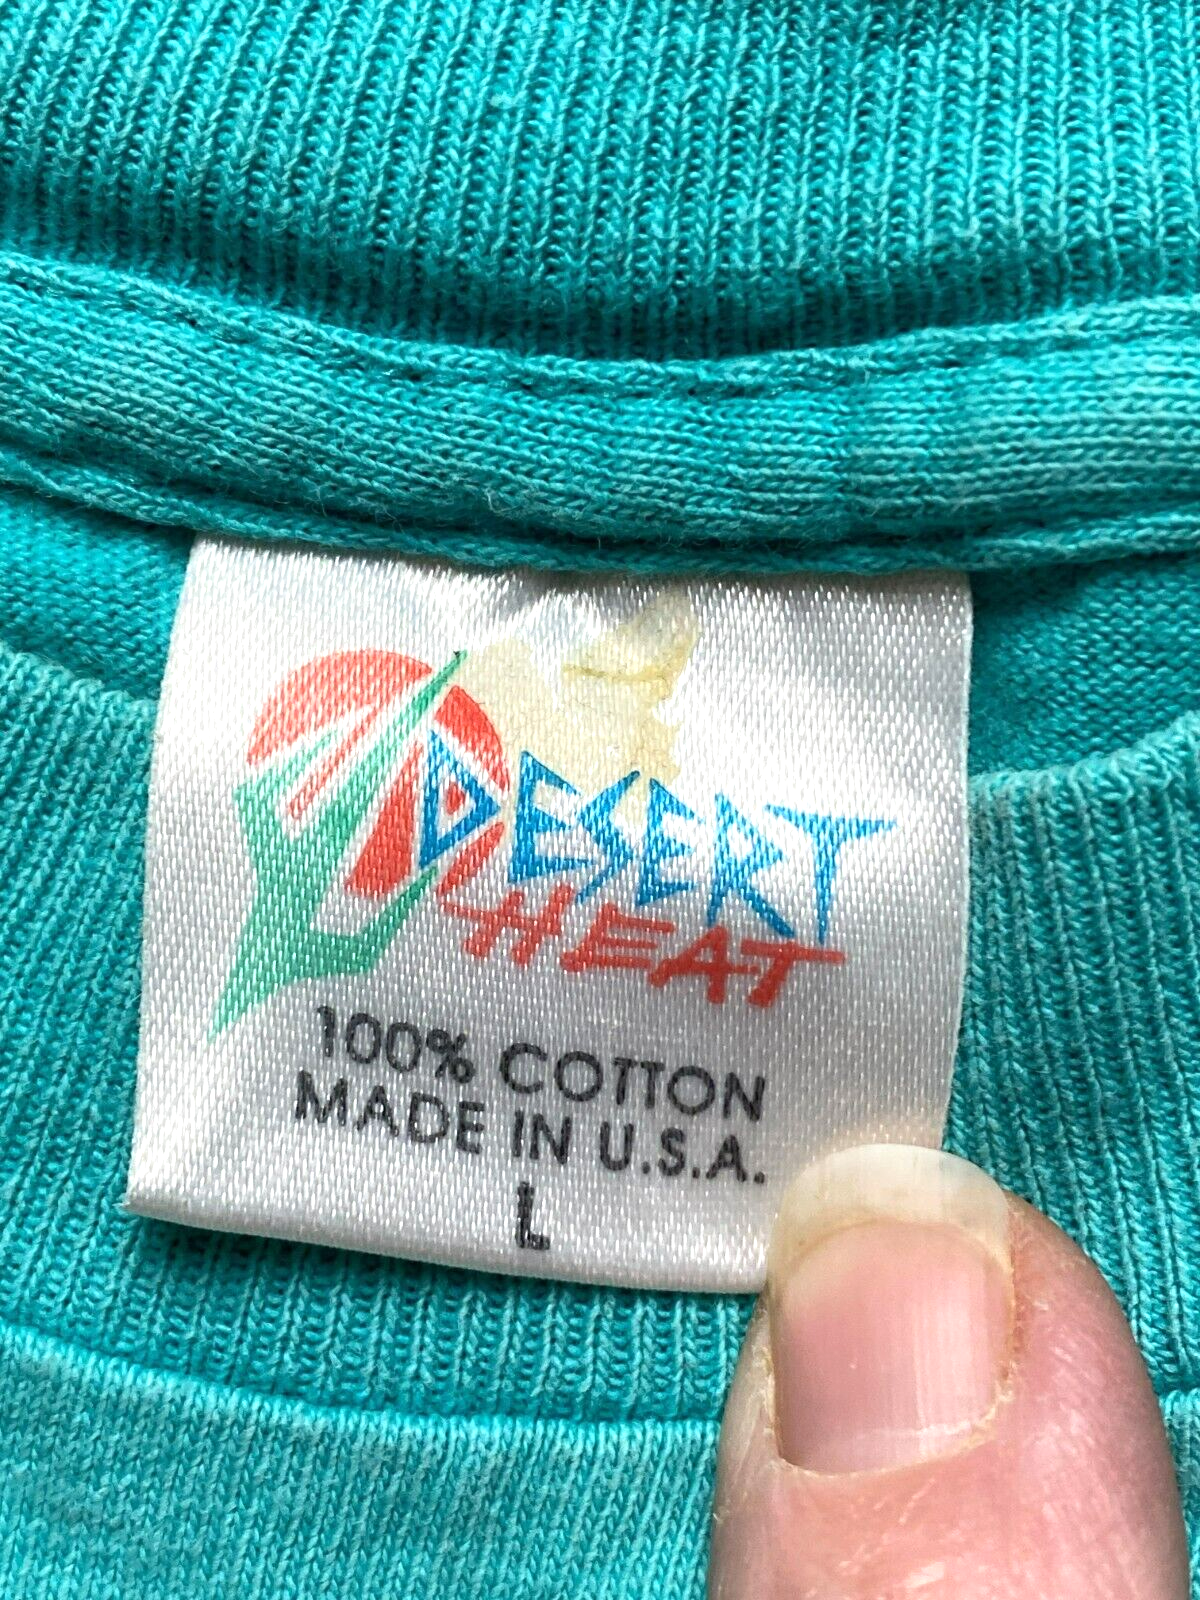 DESERT
HEAT
100% COTTON
MADE IN U.S.A.
L